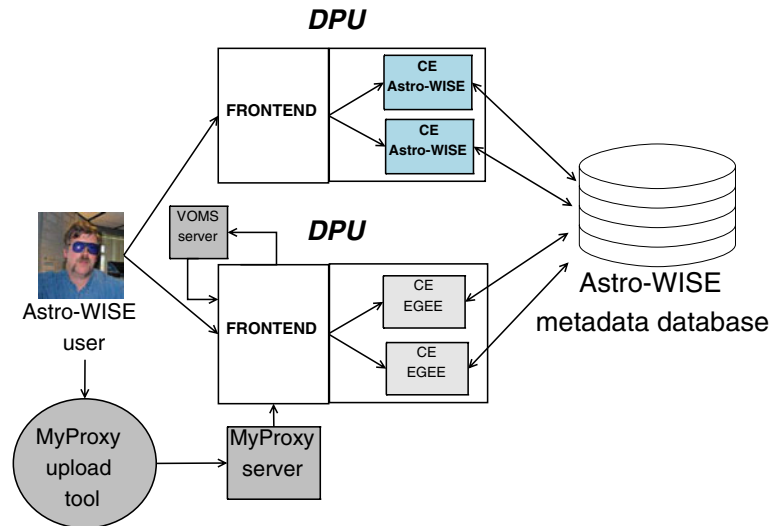 DPU
FRONTEND
CE
Astro-WISE
CE
Astro-WISE
VOMS
server
DPU
FRONTEND
CE
EGEE
CE
EGEE
Astro-WISE
user
Astro-WISE
metadata database
MyProxy
upload
tool
MyProxy
server